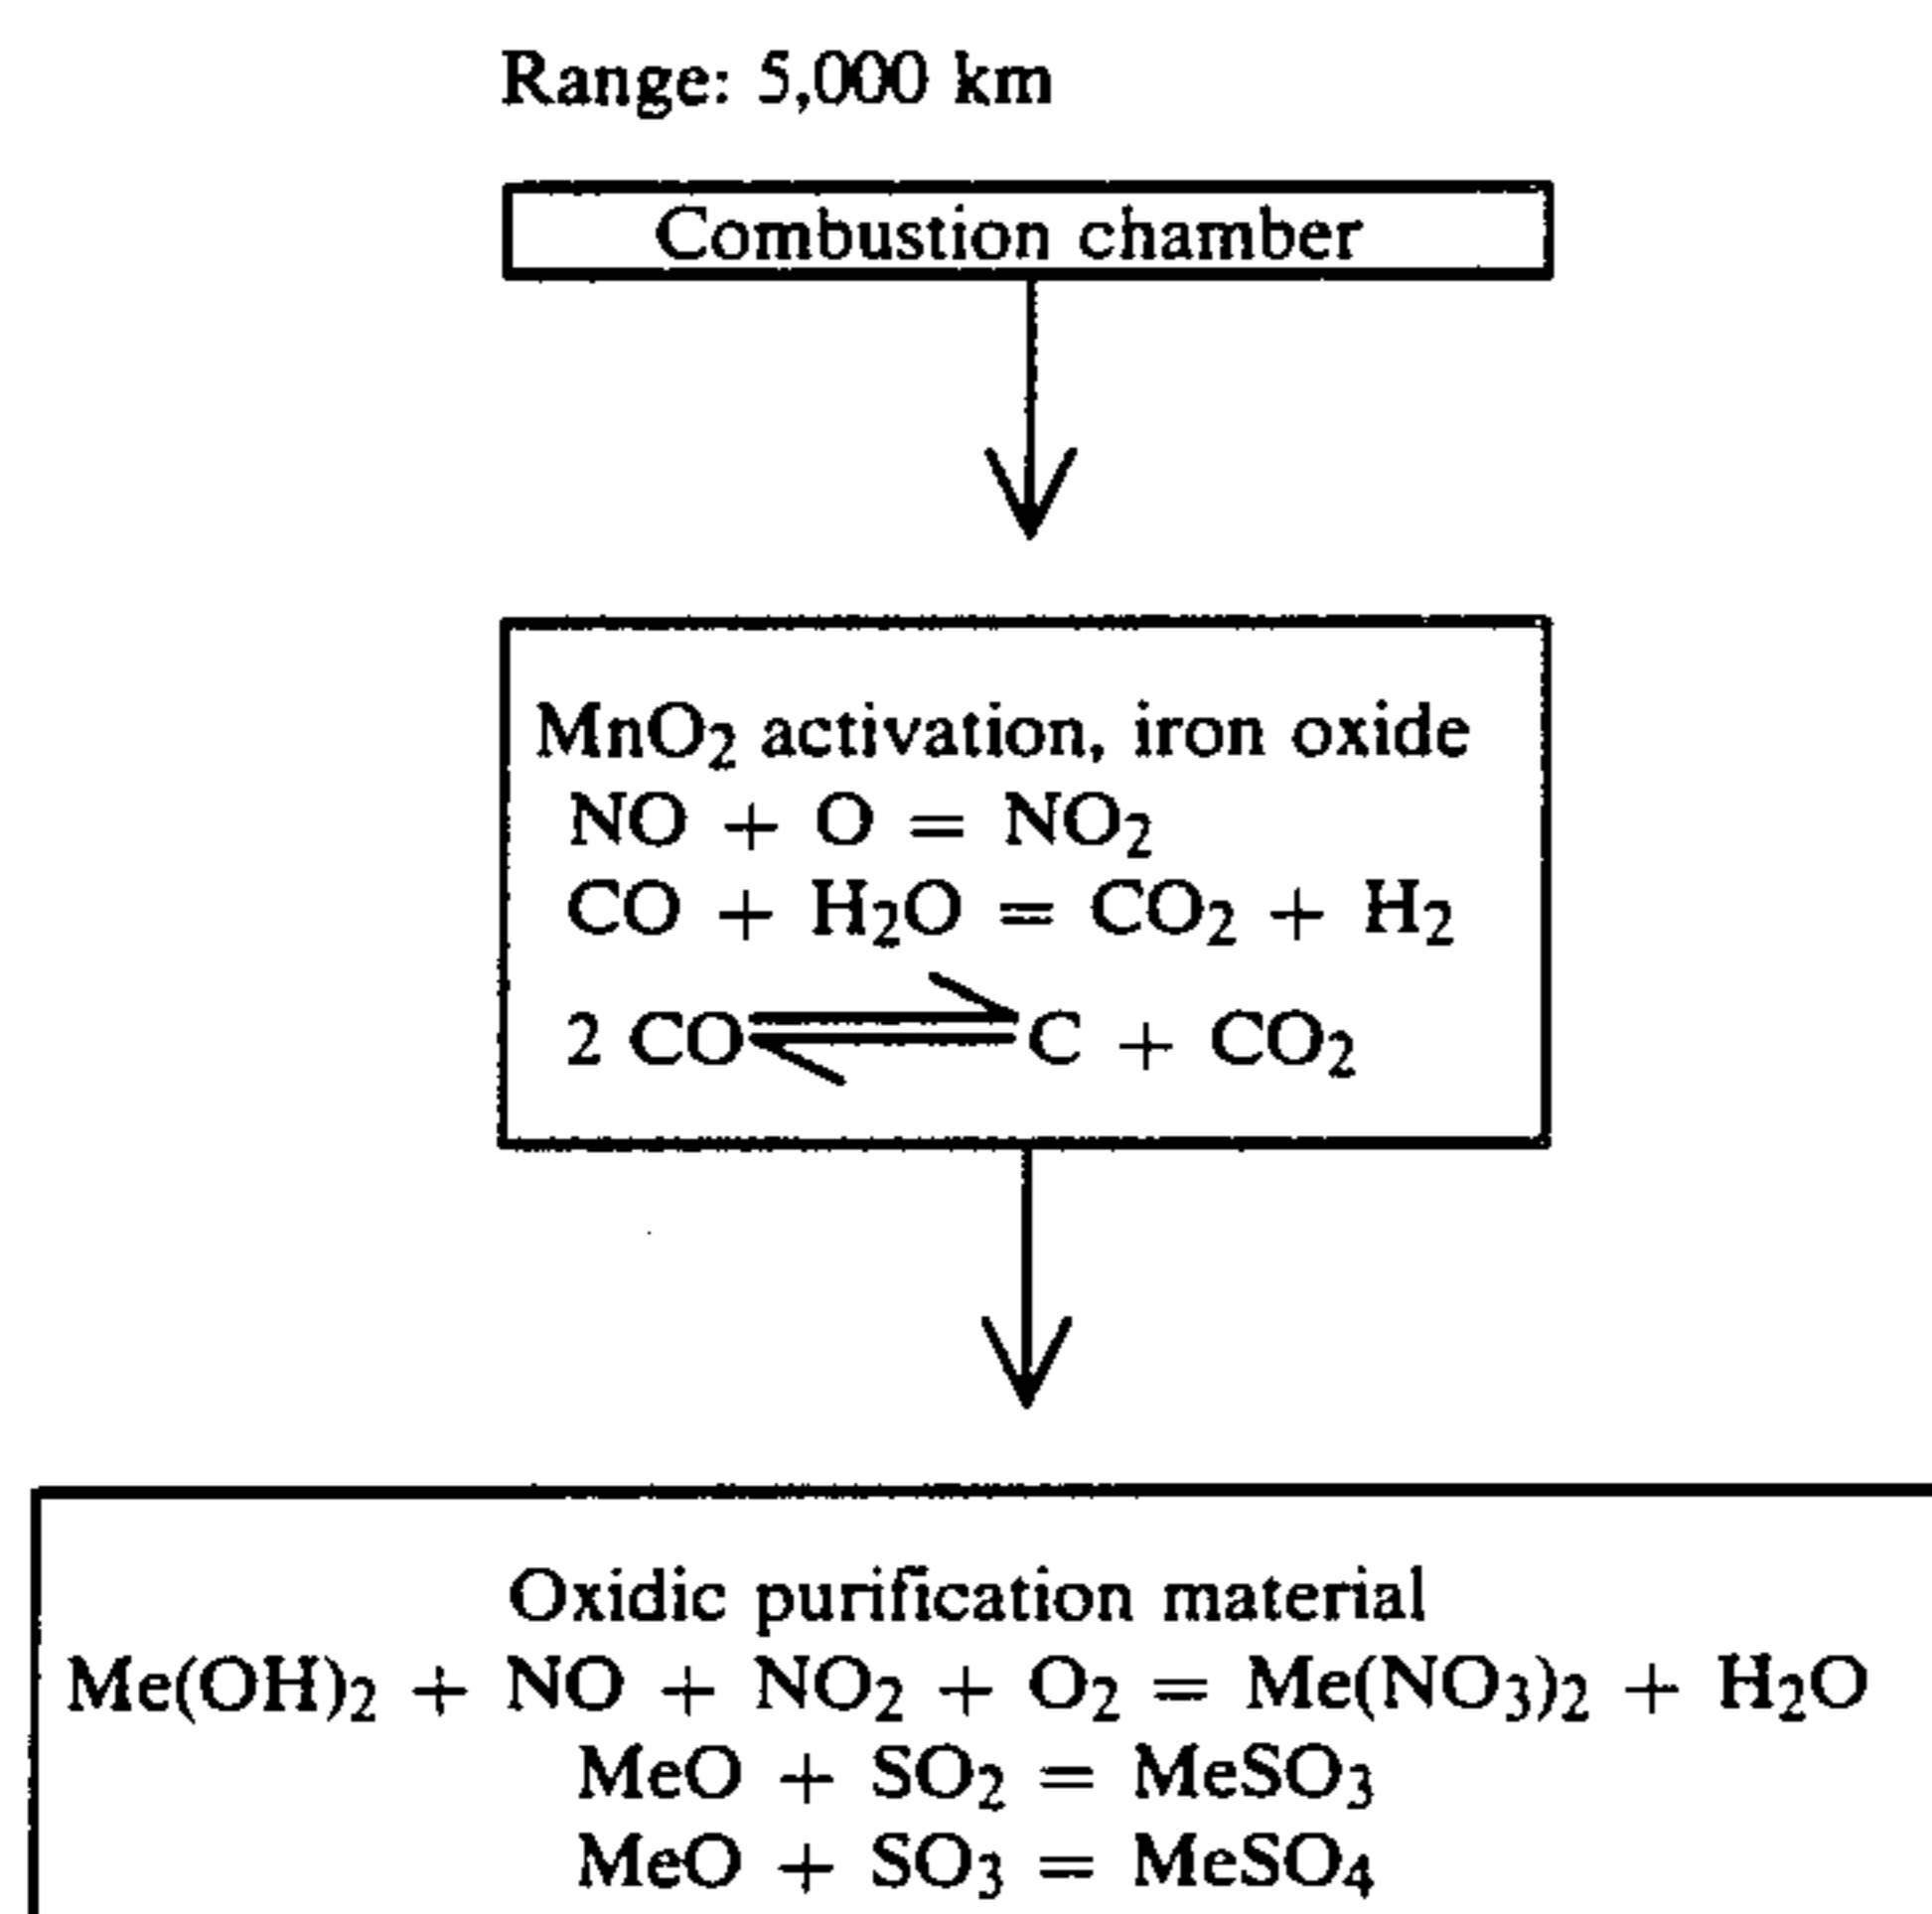 Range: 5,000 km
Combustion chamber
MnO₂ activation, iron oxide
NO + O = NO₂
CO + H₂O = CO₂ + H₂
2 CO ⇌ C + CO₂
Oxidic purification material
Me(OH)₂ + NO + NO₂ + O₂ = Me(NO₃)₂ + H₂O
MeO + SO₂ = MeSO₃
MeO + SO₃ = MeSO₄